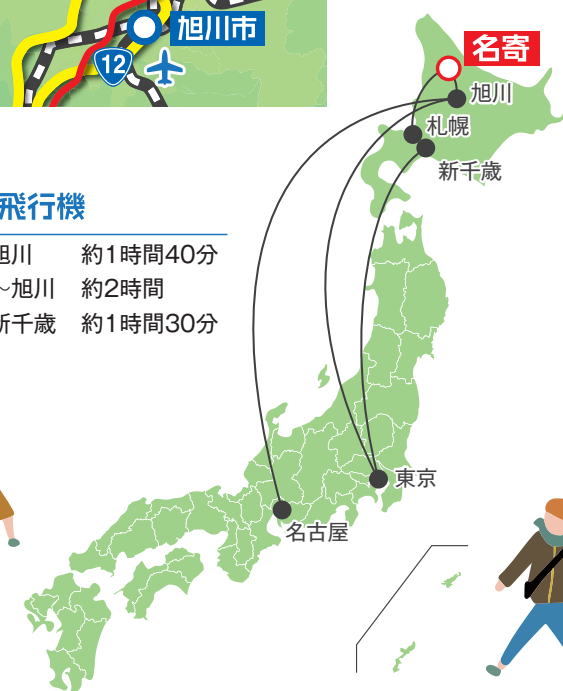 旭川市
12
名寄
旭川
札幌
新千歳
飛行機
旭川 約1時間40分
~旭川 約2時間
新千歳 約1時間30分
東京
名古屋